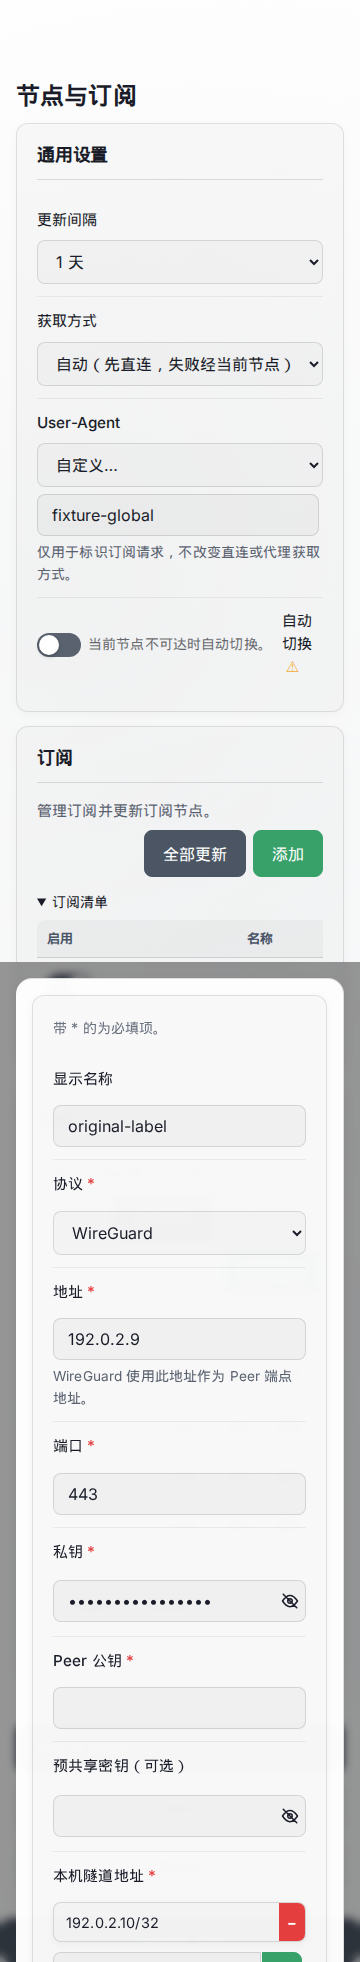 节点与订阅
通用设置
更新间隔
1 天
获取方式
自动（先直连，失败经当前节点）
User-Agent
自定义...
fixture-global
仅用于标识订阅请求，不改变直连或代理获取
方式。
当前节点不可达时自动切换。
自动
切换
⚠
订阅
管理订阅并更新订阅节点。
全部更新
添加
▼ 订阅清单
启用
名称
带 * 的为必填项。
显示名称
original-label
协议 *
WireGuard
地址 *
192.0.2.9
WireGuard 使用此地址作为 Peer 端点
地址。
端口 *
443
私钥 *
••••••••••••••••
Peer 公钥 *
预共享密钥（可选）
本机隧道地址 *
192.0.2.10/32
-